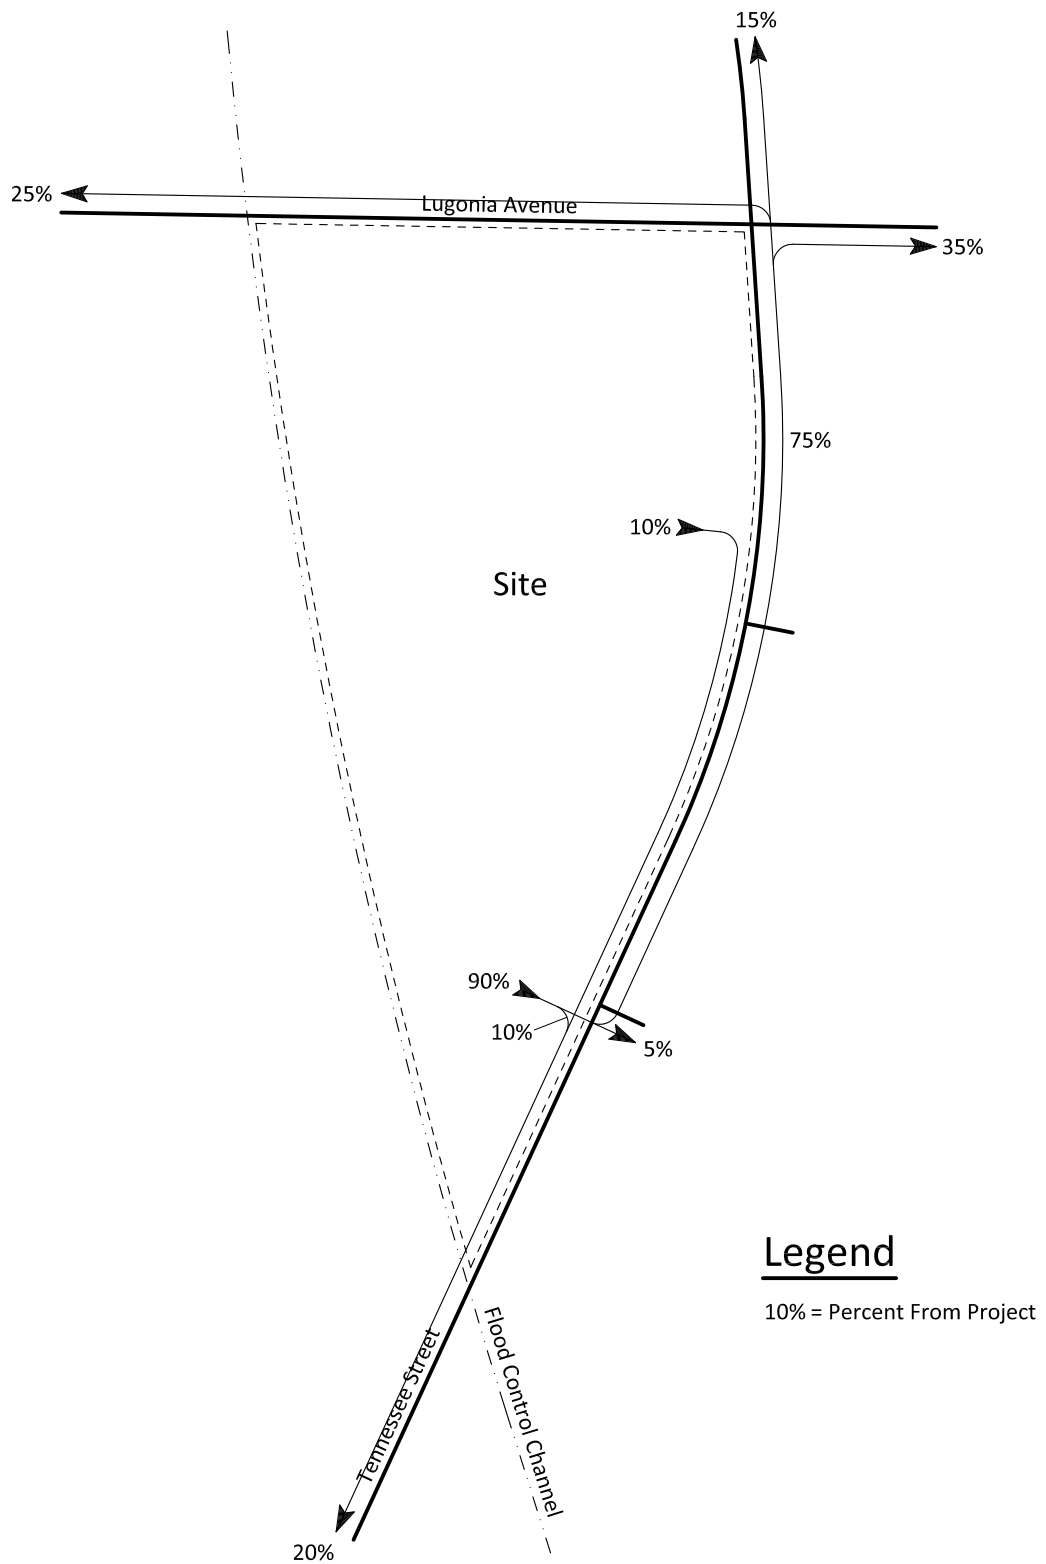 15%
25%
Lugonia Avenue
35%
75%
10%
Site
90%
10%
5%
Legend
10% = Percent From Project
Tennessee Street
Flood Control Channel
20%